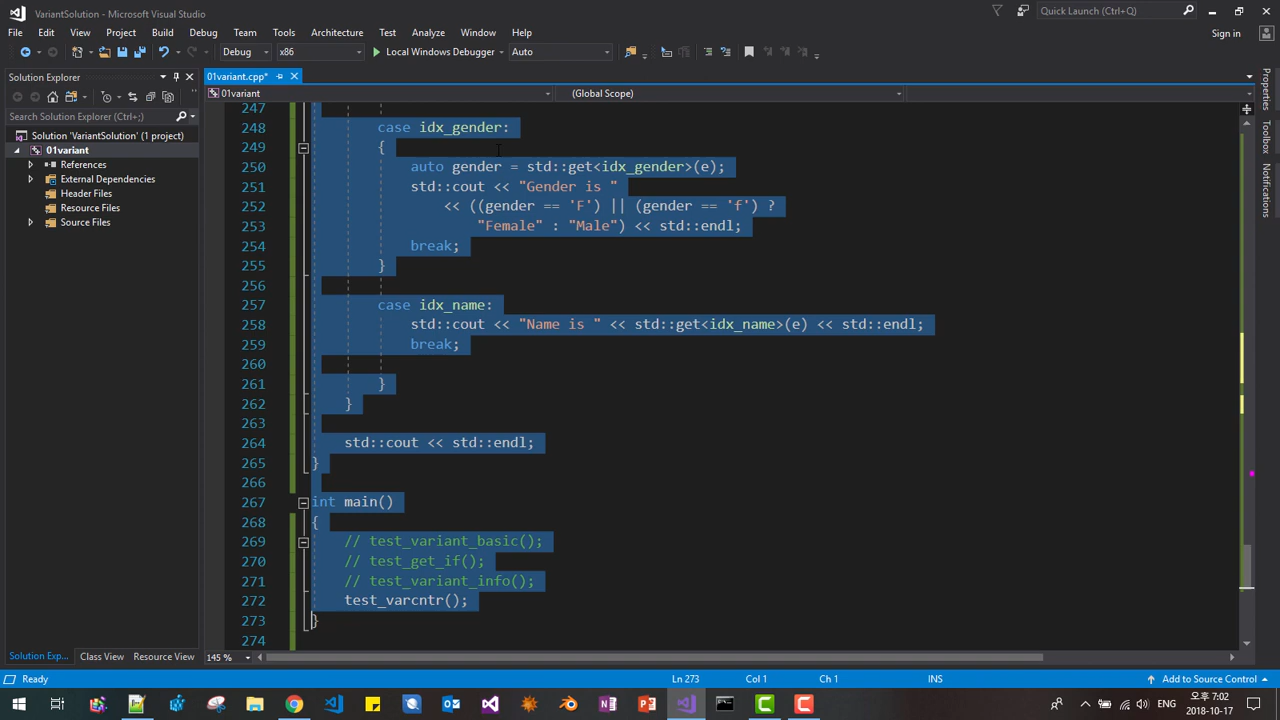 VariantSolution - Microsoft Visual Studio
Quick Launch (Ctrl+Q)
File Edit View Project Build Debug Team Tools Architecture Test Analyze Window Help
Sign in
Debug x86 Local Windows Debugger Auto
Solution Explorer
01variant.cpp*
01variant
(Global Scope)
Search Solution Explorer (Ctrl+;)
Solution 'VariantSolution' (1 project)
01variant
References
External Dependencies
Header Files
Resource Files
Source Files
247
248 case idx_gender:
249 {
250 auto gender = std::get<idx_gender>(e);
251 std::cout << "Gender is "
252 << ((gender == 'F') || (gender == 'f') ?
253 "Female" : "Male") << std::endl;
254 break;
255 }
256
257 case idx_name:
258 std::cout << "Name is " << std::get<idx_name>(e) << std::endl;
259 break;
260
261 }
262 }
263
264 std::cout << std::endl;
265 }
266
267 int main()
268 {
269 // test_variant_basic();
270 // test_get_if();
271 // test_variant_info();
272 test_varcntr();
273 }
274
Properties
Notifications
Solution Exp... Class View Resource View
145 %
Ready
Ln 273 Col 1 Ch 1 INS
Add to Source Control
ENG
오후 7:02
2018-10-17